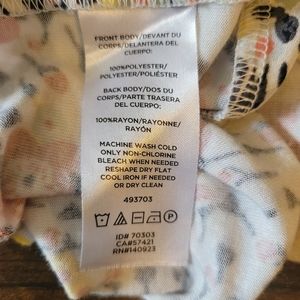 FRONT BODY/DEVANT DU
CORPS/DELANTERA DEL
CUERPO:
100%POLYESTER/
POLYESTER/POLIÉSTER
BACK BODY/DOS DU
CORPS/PARTE TRASERA
DEL CUERPO:
100%RAYON/RAYONNE/
RAYÓN
MACHINE WASH COLD
ONLY NON-CHLORINE
BLEACH WHEN NEEDED
RESHAPE DRY FLAT
COOL IRON IF NEEDED
OR DRY CLEAN
493703
ID# 70303
CA#57421
RN#140923